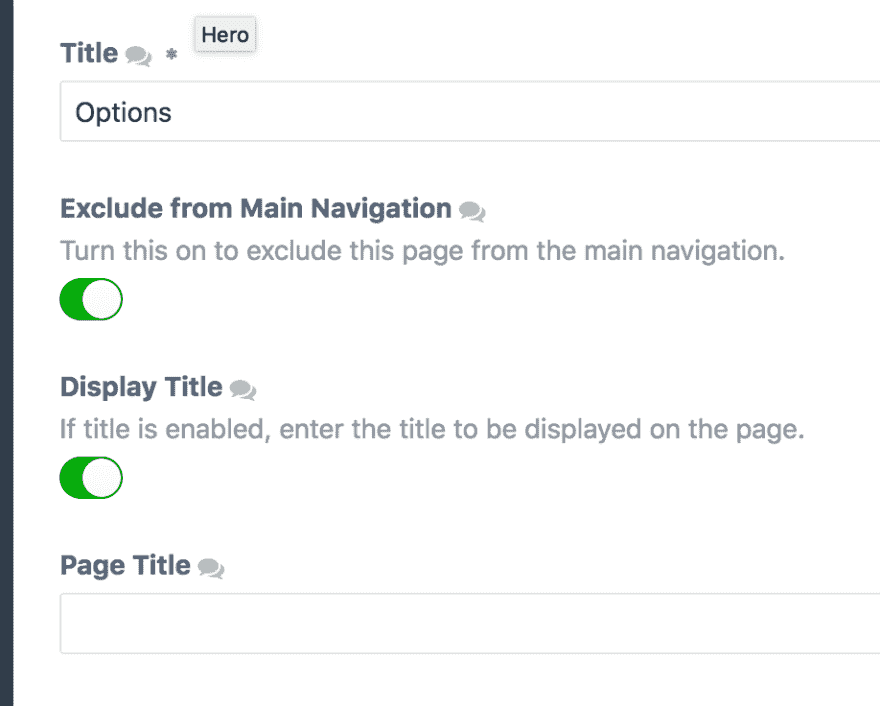 Hero
Title *
Options
Exclude from Main Navigation
Turn this on to exclude this page from the main navigation.
Display Title
If title is enabled, enter the title to be displayed on the page.
Page Title